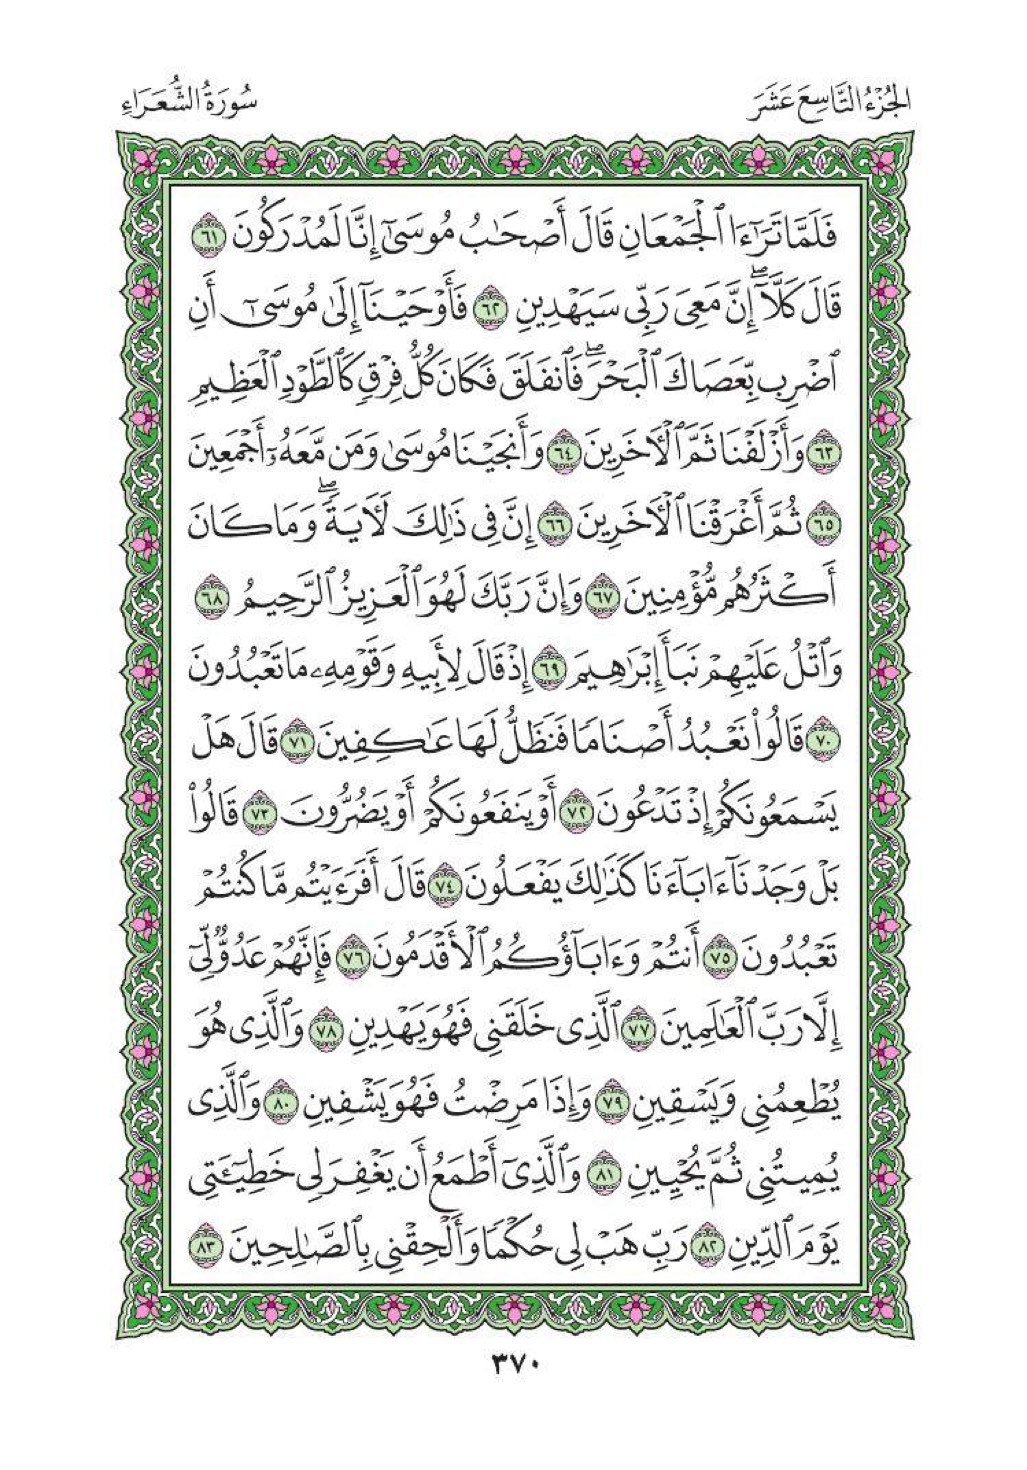 الجُزْءُ التَّاسِعَ عَشَرَ
سُورَةُ الشُّعَرَاءِ
فَلَمَّا تَرَٰٓءَا ٱلْجَمْعَانِ قَالَ أَصْحَٰبُ مُوسَىٰٓ إِنَّا لَمُدْرَكُونَ ٦١
قَالَ كَلَّآ ۖ إِنَّ مَعِىَ رَبِّى سَيَهْدِينِ ٦٢ فَأَوْحَيْنَآ إِلَىٰ مُوسَىٰٓ أَنِ
ٱضْرِب بِّعَصَاكَ ٱلْبَحْرَ ۖ فَٱنفَلَقَ فَكَانَ كُلُّ فِرْقٍ كَٱلطَّوْدِ ٱلْعَظِيمِ
٦٣ وَأَزْلَفْنَا ثَمَّ ٱلْأَخَرِينَ ٦٤ وَأَنجَيْنَا مُوسَىٰ وَمَن مَّعَهُۥٓ أَجْمَعِينَ
٦٥ ثُمَّ أَغْرَقْنَا ٱلْأَخَرِينَ ٦٦ إِنَّ فِى ذَٰلِكَ لَأَيَةً ۖ وَمَا كَانَ
أَكْثَرُهُم مُّؤْمِنِينَ ٦٧ وَإِنَّ رَبَّكَ لَهُوَ ٱلْعَزِيزُ ٱلرَّحِيمُ ٦٨
وَٱتْلُ عَلَيْهِمْ نَبَأَ إِبْرَٰهِيمَ ٦٩ إِذْ قَالَ لِأَبِيهِ وَقَوْمِهِۦ مَا تَعْبُدُونَ
٧٠ قَالُوا۟ نَعْبُدُ أَصْنَامًا فَنَظَلُّ لَهَا عَٰكِفِينَ ٧١ قَالَ هَلْ
يَسْمَعُونَكُمْ إِذْ تَدْعُونَ ٧٢ أَوْ يَنفَعُونَكُمْ أَوْ يَضُرُّونَ ٧٣ قَالُوا۟
بَلْ وَجَدْنَآ ءَابَآءَنَا كَذَٰلِكَ يَفْعَلُونَ ٧٤ قَالَ أَفَرَءَيْتُم مَّا كُنتُمْ
تَعْبُدُونَ ٧٥ أَنتُمْ وَءَابَآؤُكُمُ ٱلْأَقْدَمُونَ ٧٦ فَإِنَّهُمْ عَدُوٌّ لِّىٓ
إِلَّا رَبَّ ٱلْعَٰلَمِينَ ٧٧ ٱلَّذِى خَلَقَنِى فَهُوَ يَهْدِينِ ٧٨ وَٱلَّذِى هُوَ
يُطْعِمُنِى وَيَسْقِينِ ٧٩ وَإِذَا مَرِضْتُ فَهُوَ يَشْفِينِ ٨٠ وَٱلَّذِى
يُمِيتُنِى ثُمَّ يُحْيِينِ ٨١ وَٱلَّذِىٓ أَطْمَعُ أَن يَغْفِرَ لِى خَطِيٓـَٔتِى
يَوْمَ ٱلدِّينِ ٨٢ رَبِّ هَبْ لِى حُكْمًا وَأَلْحِقْنِى بِٱلصَّٰلِحِينَ ٨٣
٣٧٠